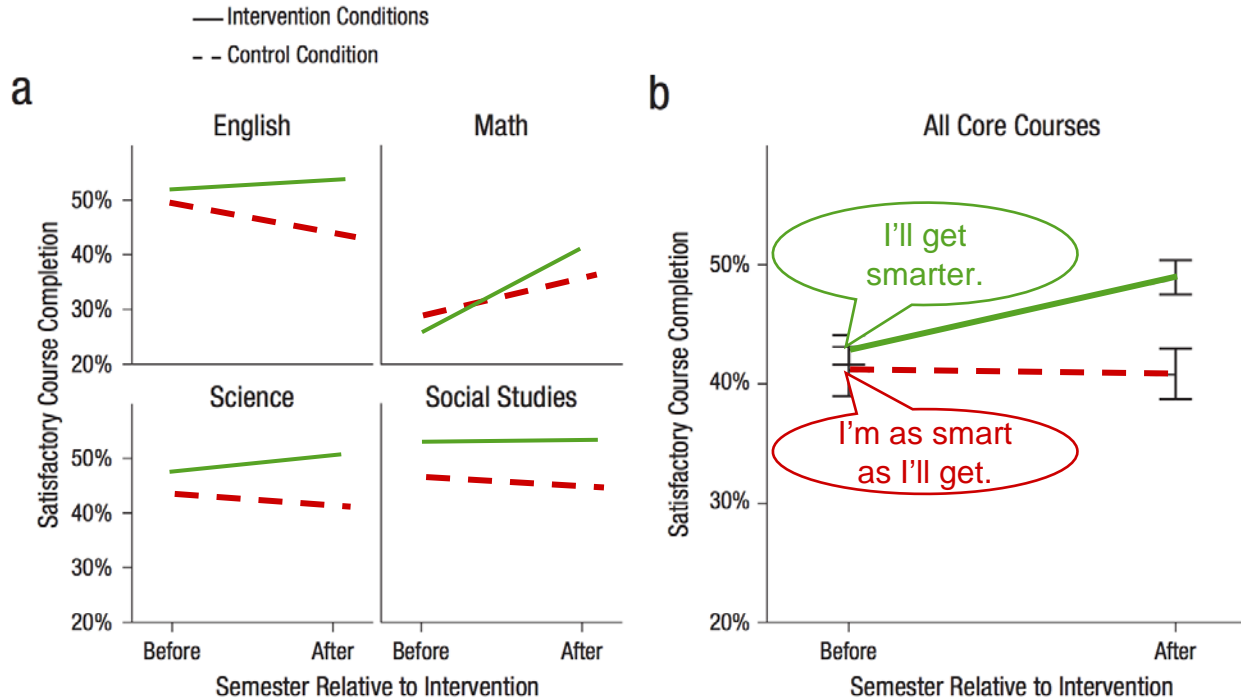 Intervention Conditions
Control Condition
a
English
Math
50%
40%
30%
20%
Science
Social Studies
50%
40%
30%
20%
Before
After
Before
After
Satisfactory Course Completion
Semester Relative to Intervention
b
All Core Courses
I'll get
smarter.
50%
40%
I'm as smart
as I'll get.
30%
20%
Before
After
Satisfactory Course Completion
Semester Relative to Intervention